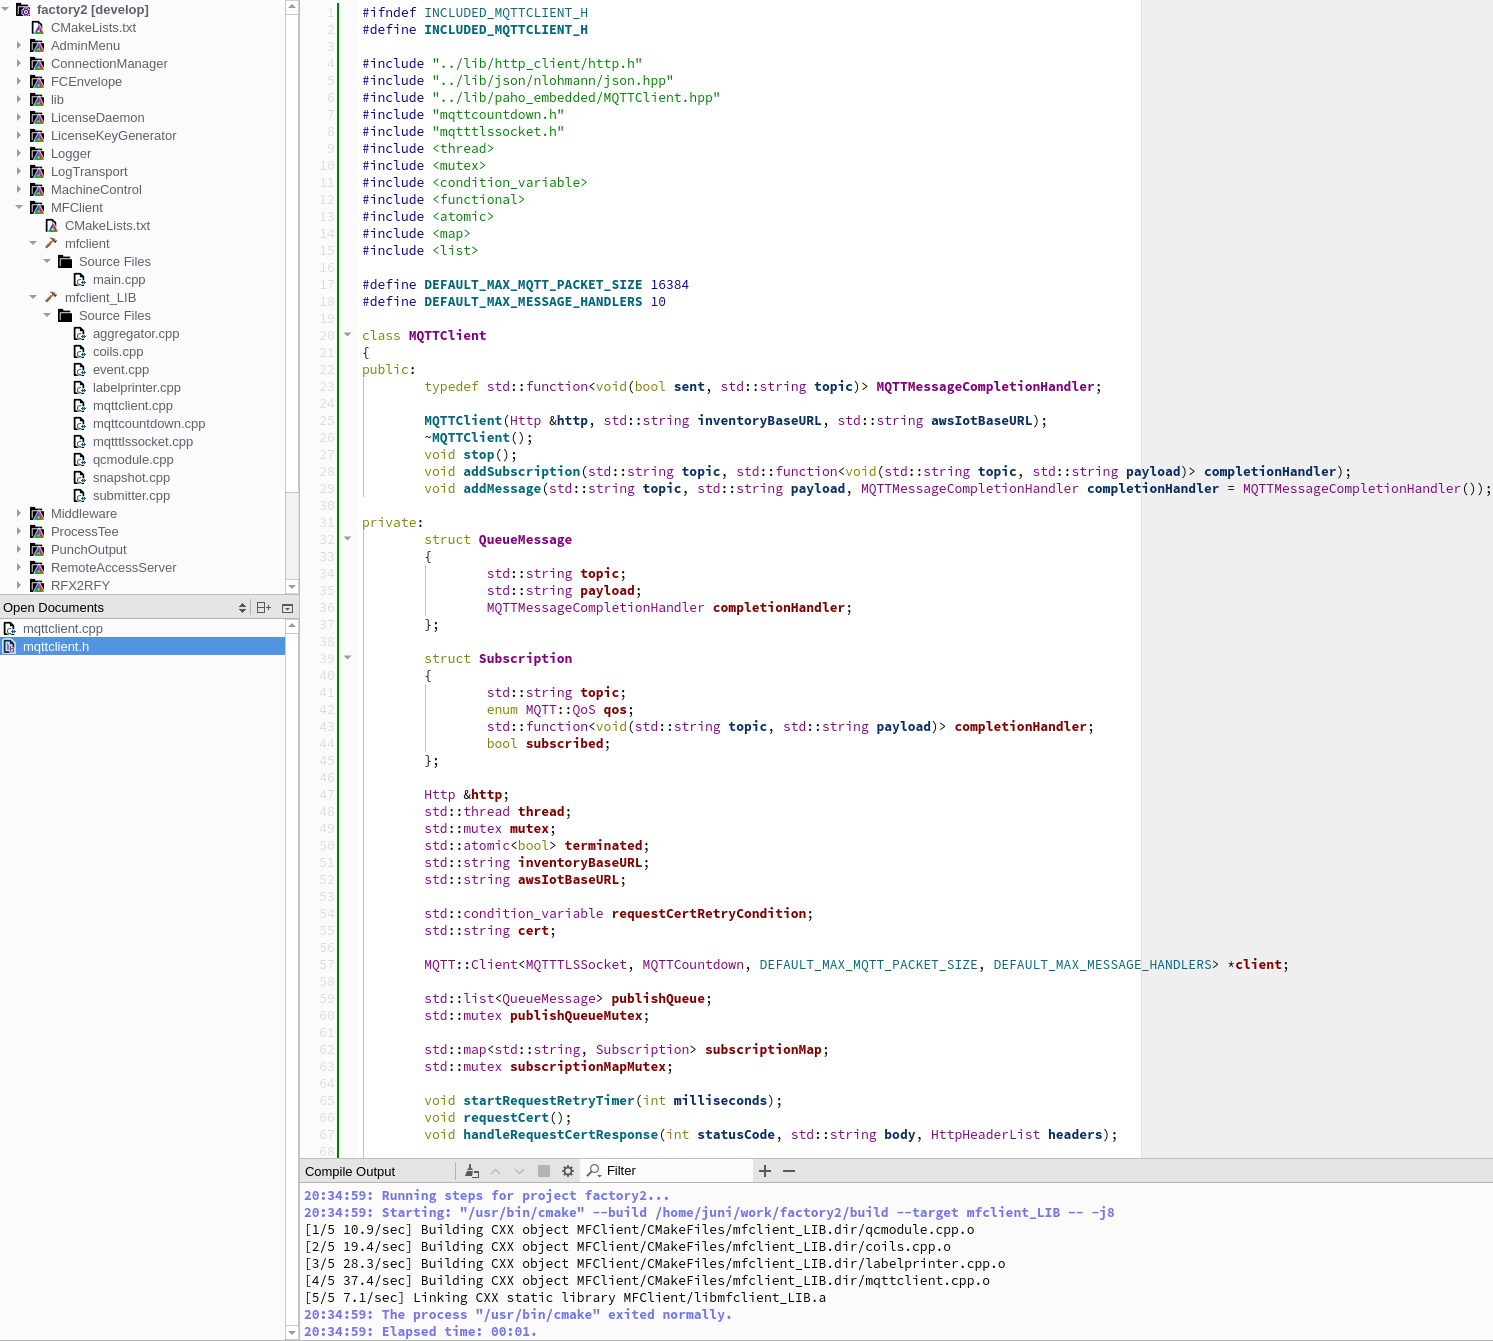 factory2 [develop]
CMakeLists.txt
AdminMenu
ConnectionManager
FCEnvelope
lib
LicenseDaemon
LicenseKeyGenerator
Logger
LogTransport
MachineControl
MFClient
CMakeLists.txt
mfclient
Source Files
main.cpp
mfclient_LIB
Source Files
aggregator.cpp
coils.cpp
event.cpp
labelprinter.cpp
mqttclient.cpp
mqttcountdown.cpp
mqtttlssocket.cpp
qcmodule.cpp
snapshot.cpp
submitter.cpp
Middleware
ProcessTee
PunchOutput
RemoteAccessServer
RFX2RFY
Open Documents
mqttclient.cpp
mqttclient.h
1 #ifndef INCLUDED_MQTTCLIENT_H
2 #define INCLUDED_MQTTCLIENT_H
3
4 #include "../lib/http_client/http.h"
5 #include "../lib/json/nlohmann/json.hpp"
6 #include "../lib/paho_embedded/MQTTClient.hpp"
7 #include "mqttcountdown.h"
8 #include "mqtttlssocket.h"
9 #include <thread>
10 #include <mutex>
11 #include <condition_variable>
12 #include <functional>
13 #include <atomic>
14 #include <map>
15 #include <list>
16
17 #define DEFAULT_MAX_MQTT_PACKET_SIZE 16384
18 #define DEFAULT_MAX_MESSAGE_HANDLERS 10
19
20 class MQTTClient
21 {
22 public:
23 typedef std::function<void(bool sent, std::string topic)> MQTTMessageCompletionHandler;
24
25 MQTTClient(Http &http, std::string inventoryBaseURL, std::string awsIotBaseURL);
26 ~MQTTClient();
27 void stop();
28 void addSubscription(std::string topic, std::function<void(std::string topic, std::string payload)> completionHandler);
29 void addMessage(std::string topic, std::string payload, MQTTMessageCompletionHandler completionHandler = MQTTMessageCompletionHandler());
30
31 private:
32 struct QueueMessage
33 {
34 std::string topic;
35 std::string payload;
36 MQTTMessageCompletionHandler completionHandler;
37 };
38
39 struct Subscription
40 {
41 std::string topic;
42 enum MQTT::QoS qos;
43 std::function<void(std::string topic, std::string payload)> completionHandler;
44 bool subscribed;
45 };
46
47 Http &http;
48 std::thread thread;
49 std::mutex mutex;
50 std::atomic<bool> terminated;
51 std::string inventoryBaseURL;
52 std::string awsIotBaseURL;
53
54 std::condition_variable requestCertRetryCondition;
55 std::string cert;
56
57 MQTT::Client<MQTTTLSSocket, MQTTCountdown, DEFAULT_MAX_MQTT_PACKET_SIZE, DEFAULT_MAX_MESSAGE_HANDLERS> *client;
58
59 std::list<QueueMessage> publishQueue;
60 std::mutex publishQueueMutex;
61
62 std::map<std::string, Subscription> subscriptionMap;
63 std::mutex subscriptionMapMutex;
64
65 void startRequestRetryTimer(int milliseconds);
66 void requestCert();
67 void handleRequestCertResponse(int statusCode, std::string body, HttpHeaderList headers);
68
Compile Output Filter
20:34:59: Running steps for project factory2...
20:34:59: Starting: "/usr/bin/cmake" --build /home/juni/work/factory2/build --target mfclient_LIB -- -j8
[1/5 10.9/sec] Building CXX object MFClient/CMakeFiles/mfclient_LIB.dir/qcmodule.cpp.o
[2/5 19.4/sec] Building CXX object MFClient/CMakeFiles/mfclient_LIB.dir/coils.cpp.o
[3/5 28.3/sec] Building CXX object MFClient/CMakeFiles/mfclient_LIB.dir/labelprinter.cpp.o
[4/5 37.4/sec] Building CXX object MFClient/CMakeFiles/mfclient_LIB.dir/mqttclient.cpp.o
[5/5 7.1/sec] Linking CXX static library MFClient/libmfclient_LIB.a
20:34:59: The process "/usr/bin/cmake" exited normally.
20:34:59: Elapsed time: 00:01.